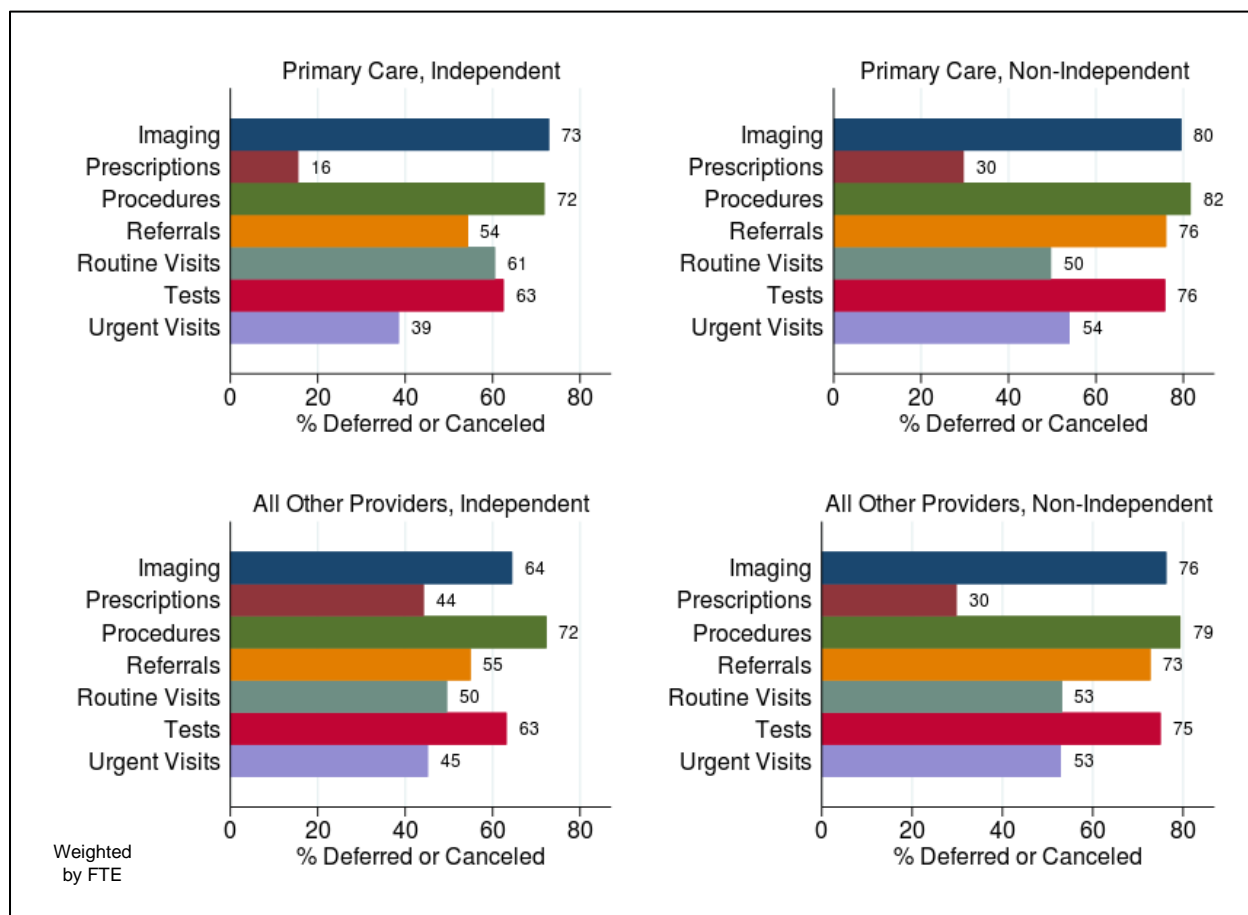 Primary Care, Independent
Imaging 73
Prescriptions 16
Procedures 72
Referrals 54
Routine Visits 61
Tests 63
Urgent Visits 39
0 20 40 60 80
% Deferred or Canceled
Primary Care, Non-Independent
Imaging 80
Prescriptions 30
Procedures 82
Referrals 76
Routine Visits 50
Tests 76
Urgent Visits 54
0 20 40 60 80
% Deferred or Canceled
All Other Providers, Independent
Imaging 64
Prescriptions 44
Procedures 72
Referrals 55
Routine Visits 50
Tests 63
Urgent Visits 45
0 20 40 60 80
% Deferred or Canceled
All Other Providers, Non-Independent
Imaging 76
Prescriptions 30
Procedures 79
Referrals 73
Routine Visits 53
Tests 75
Urgent Visits 53
0 20 40 60 80
% Deferred or Canceled
Weighted
by FTE